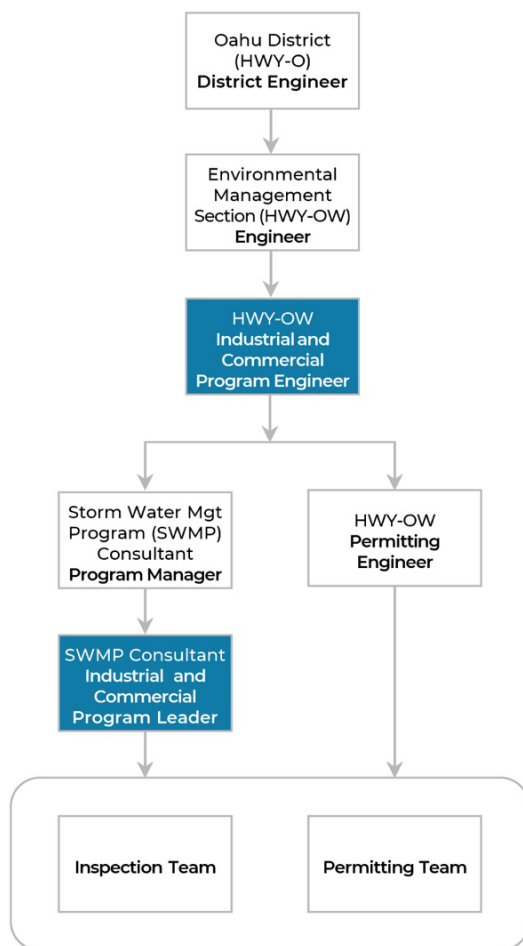 Oahu District
(HWY-O)
District Engineer
Environmental
Management
Section (HWY-OW)
Engineer
HWY-OW
Industrial and
Commercial
Program Engineer
Storm Water Mgt
Program (SWMP)
Consultant
Program Manager
HWY-OW
Permitting
Engineer
SWMP Consultant
Industrial and
Commercial
Program Leader
Inspection Team
Permitting Team